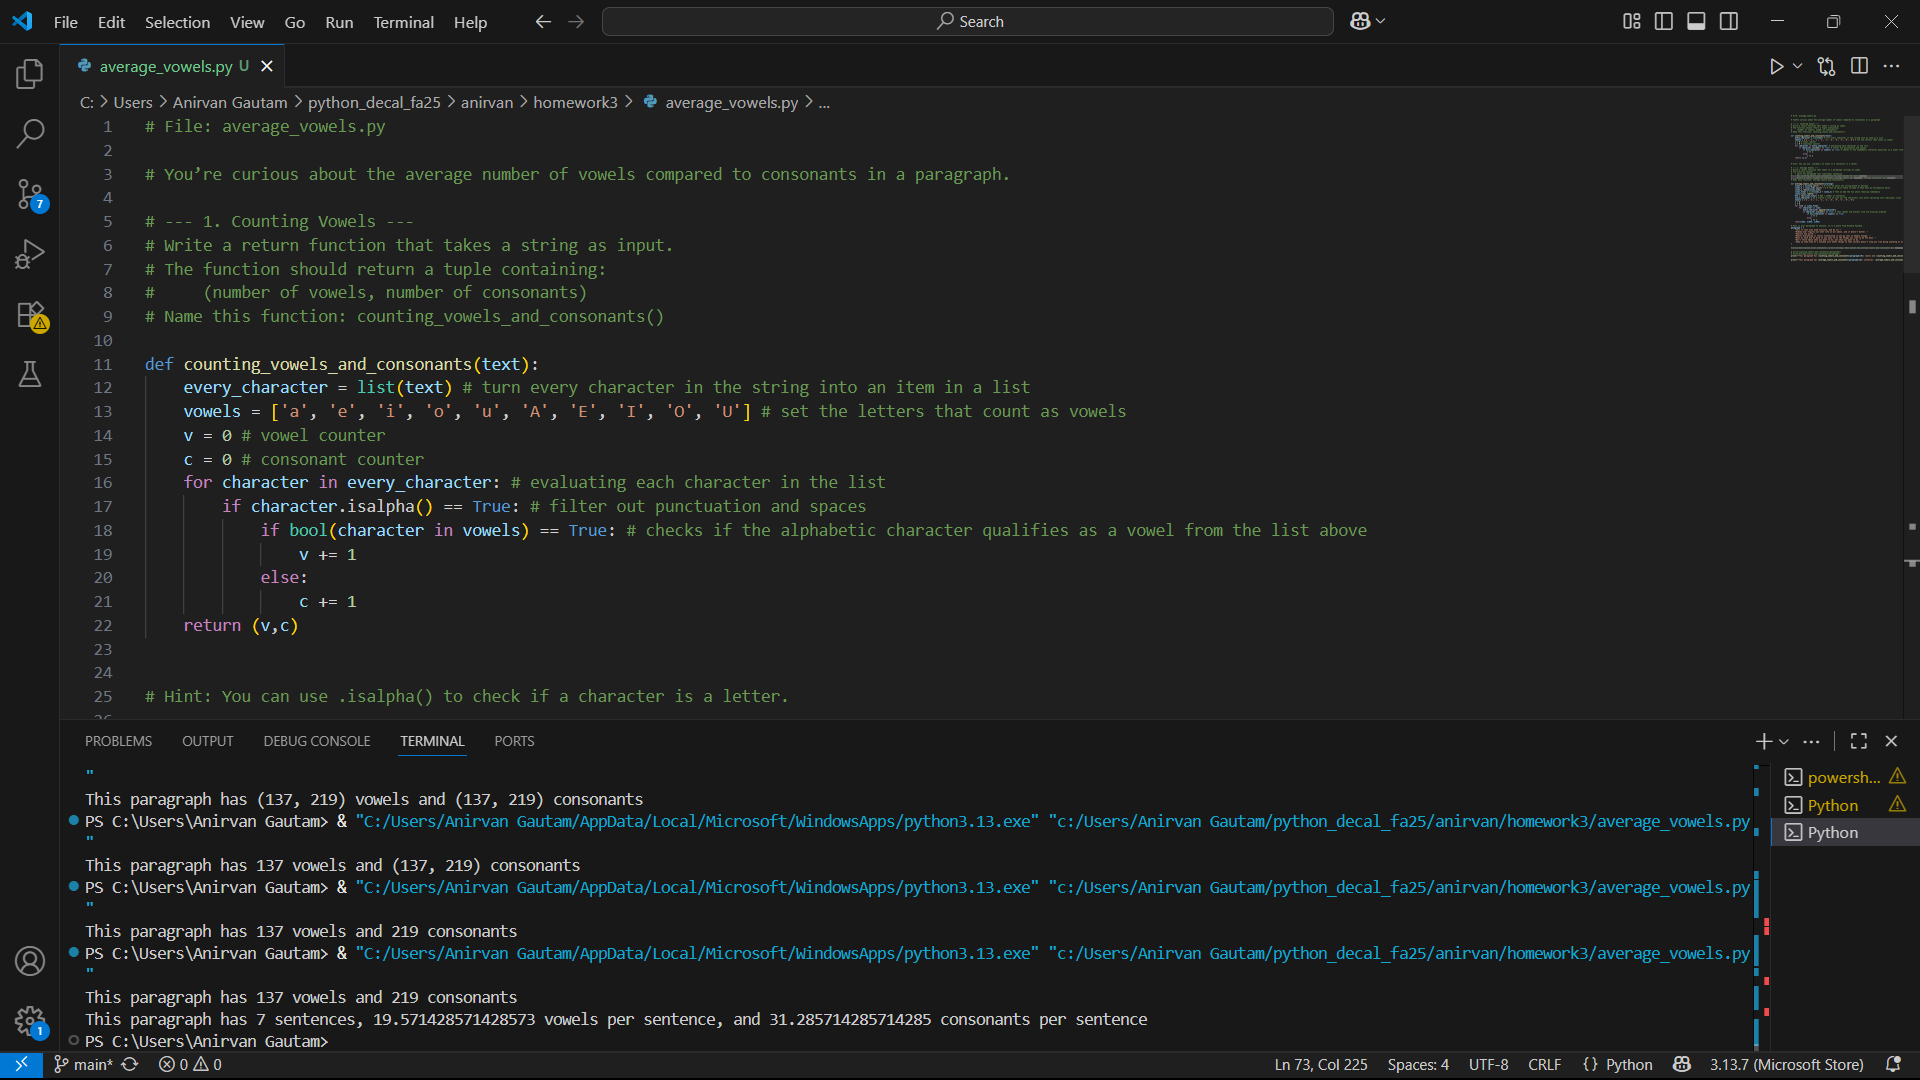 File Edit Selection View Go Run Terminal Help Search
average_vowels.py U
C: > Users > Anirvan Gautam > python_decal_fa25 > anirvan > homework3 > average_vowels.py > ...
1 # File: average_vowels.py
2
3 # You’re curious about the average number of vowels compared to consonants in a paragraph.
4
5 # --- 1. Counting Vowels ---
6 # Write a return function that takes a string as input.
7 # The function should return a tuple containing:
8 #     (number of vowels, number of consonants)
9 # Name this function: counting_vowels_and_consonants()
10
11 def counting_vowels_and_consonants(text):
12     every_character = list(text) # turn every character in the string into an item in a list
13     vowels = ['a', 'e', 'i', 'o', 'u', 'A', 'E', 'I', 'O', 'U'] # set the letters that count as vowels
14     v = 0 # vowel counter
15     c = 0 # consonant counter
16     for character in every_character: # evaluating each character in the list
17         if character.isalpha() == True: # filter out punctuation and spaces
18             if bool(character in vowels) == True: # checks if the alphabetic character qualifies as a vowel from the list above
19                 v += 1
20             else:
21                 c += 1
22     return (v,c)
23
24
25 # Hint: You can use .isalpha() to check if a character is a letter.
PROBLEMS OUTPUT DEBUG CONSOLE TERMINAL PORTS
"
This paragraph has (137, 219) vowels and (137, 219) consonants
PS C:\Users\Anirvan Gautam> & "C:/Users/Anirvan Gautam/AppData/Local/Microsoft/WindowsApps/python3.13.exe" "c:/Users/Anirvan Gautam/python_decal_fa25/anirvan/homework3/average_vowels.py
"
This paragraph has 137 vowels and (137, 219) consonants
PS C:\Users\Anirvan Gautam> & "C:/Users/Anirvan Gautam/AppData/Local/Microsoft/WindowsApps/python3.13.exe" "c:/Users/Anirvan Gautam/python_decal_fa25/anirvan/homework3/average_vowels.py
"
This paragraph has 137 vowels and 219 consonants
PS C:\Users\Anirvan Gautam> & "C:/Users/Anirvan Gautam/AppData/Local/Microsoft/WindowsApps/python3.13.exe" "c:/Users/Anirvan Gautam/python_decal_fa25/anirvan/homework3/average_vowels.py
"
This paragraph has 137 vowels and 219 consonants
This paragraph has 7 sentences, 19.571428571428573 vowels per sentence, and 31.285714285714285 consonants per sentence
PS C:\Users\Anirvan Gautam>
powersh...
Python
Python
7
1
main* 0 0 Ln 73, Col 225 Spaces: 4 UTF-8 CRLF {} Python 3.13.7 (Microsoft Store)